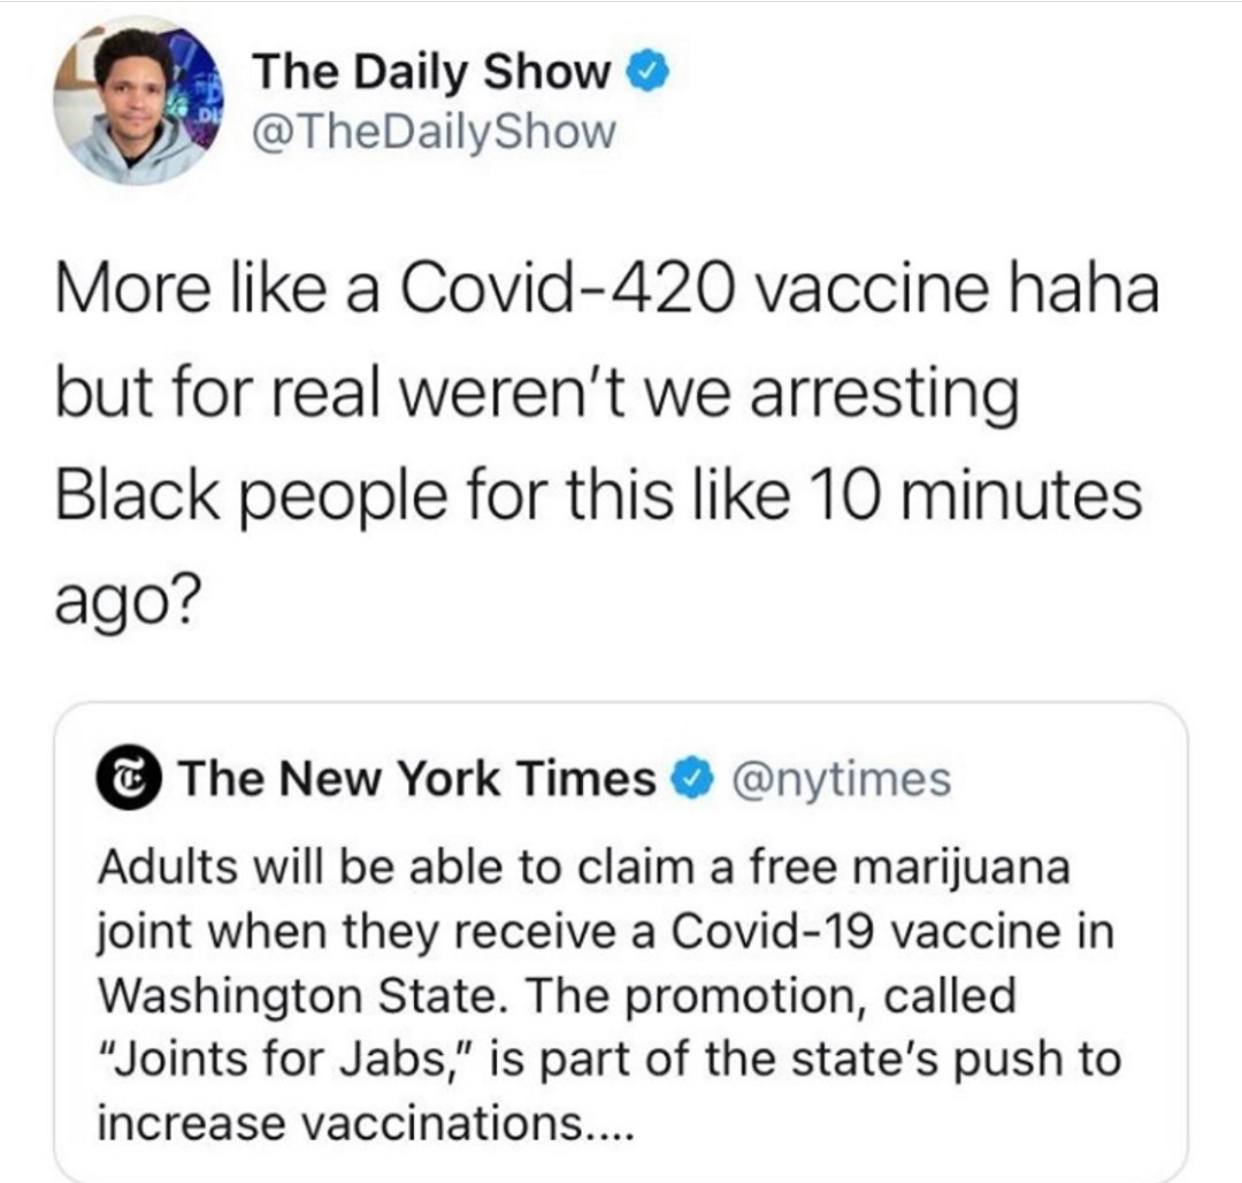 The Daily Show
@TheDailyShow
More like a Covid-420 vaccine haha
but for real weren’t we arresting
Black people for this like 10 minutes
ago?
The New York Times @nytimes
Adults will be able to claim a free marijuana
joint when they receive a Covid-19 vaccine in
Washington State. The promotion, called
“Joints for Jabs,” is part of the state’s push to
increase vaccinations....